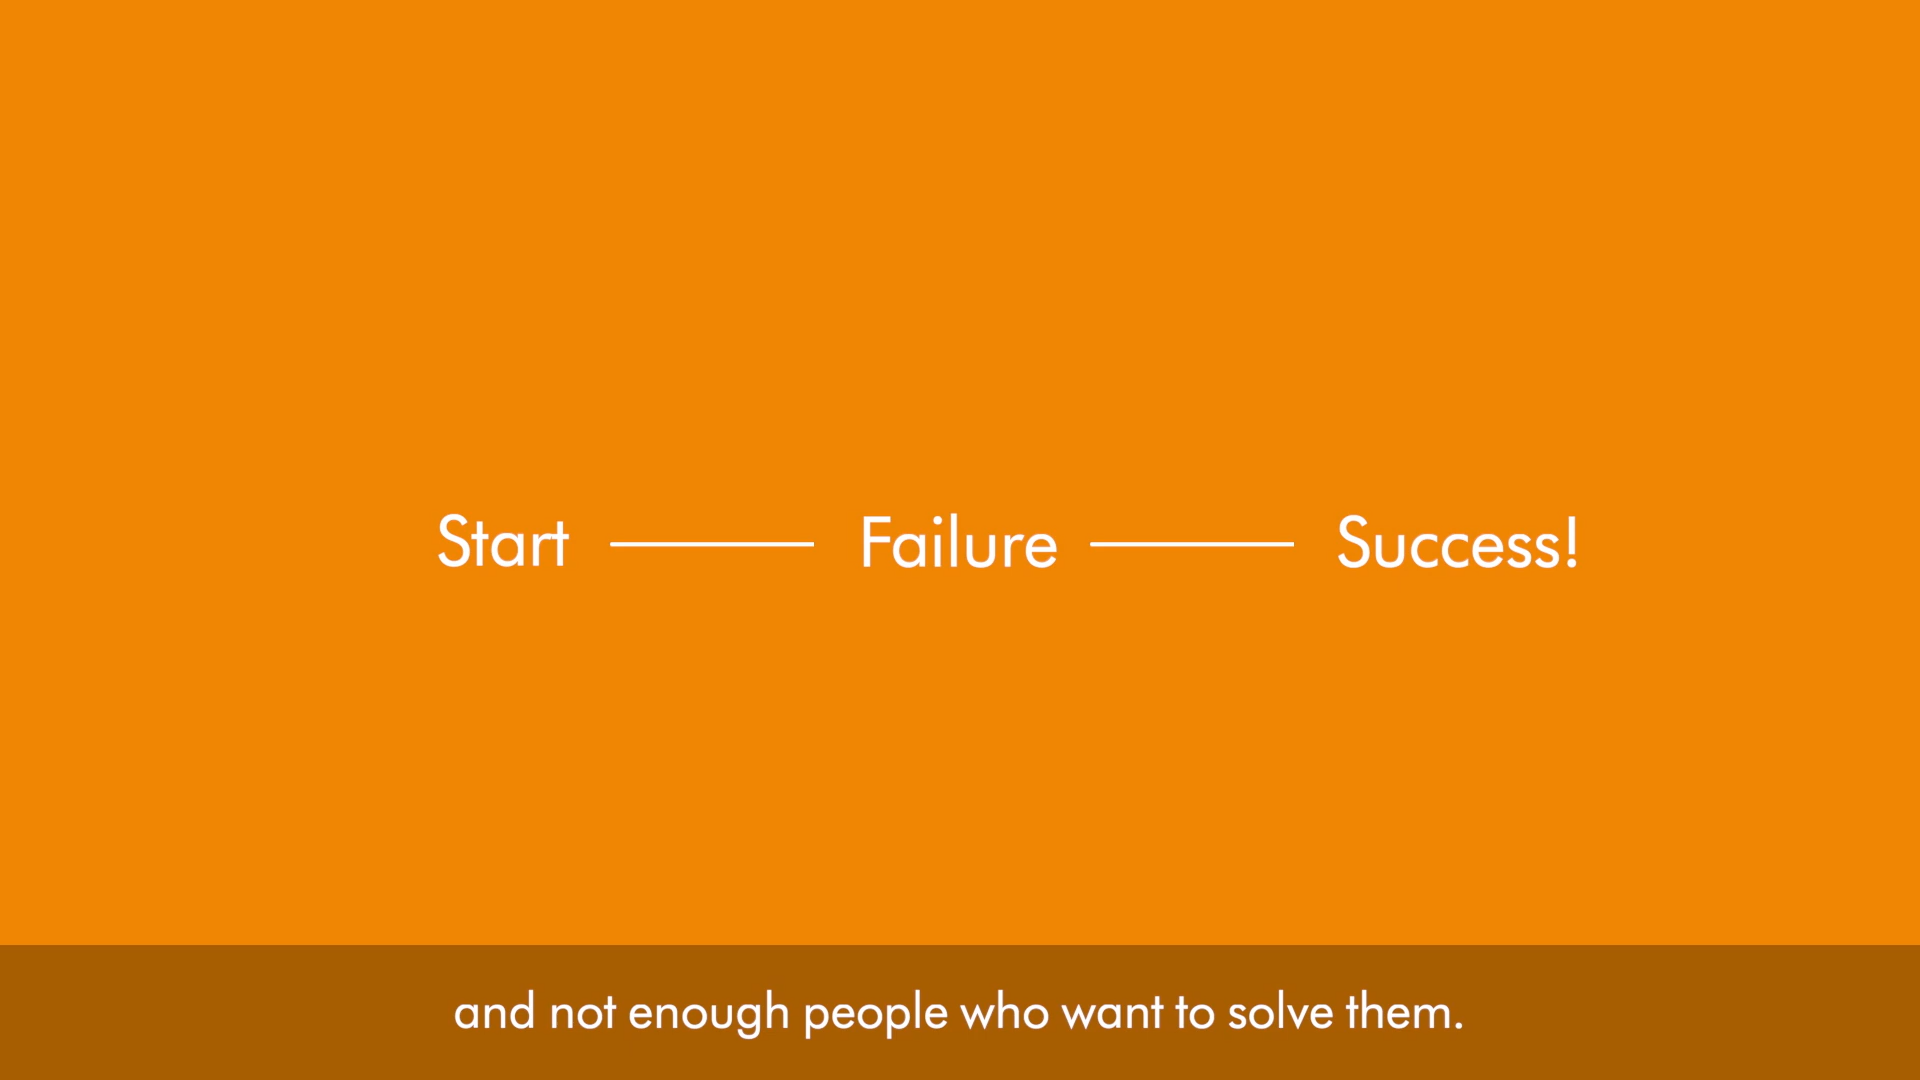 Start Failure Success!
and not enough people who want to solve them.